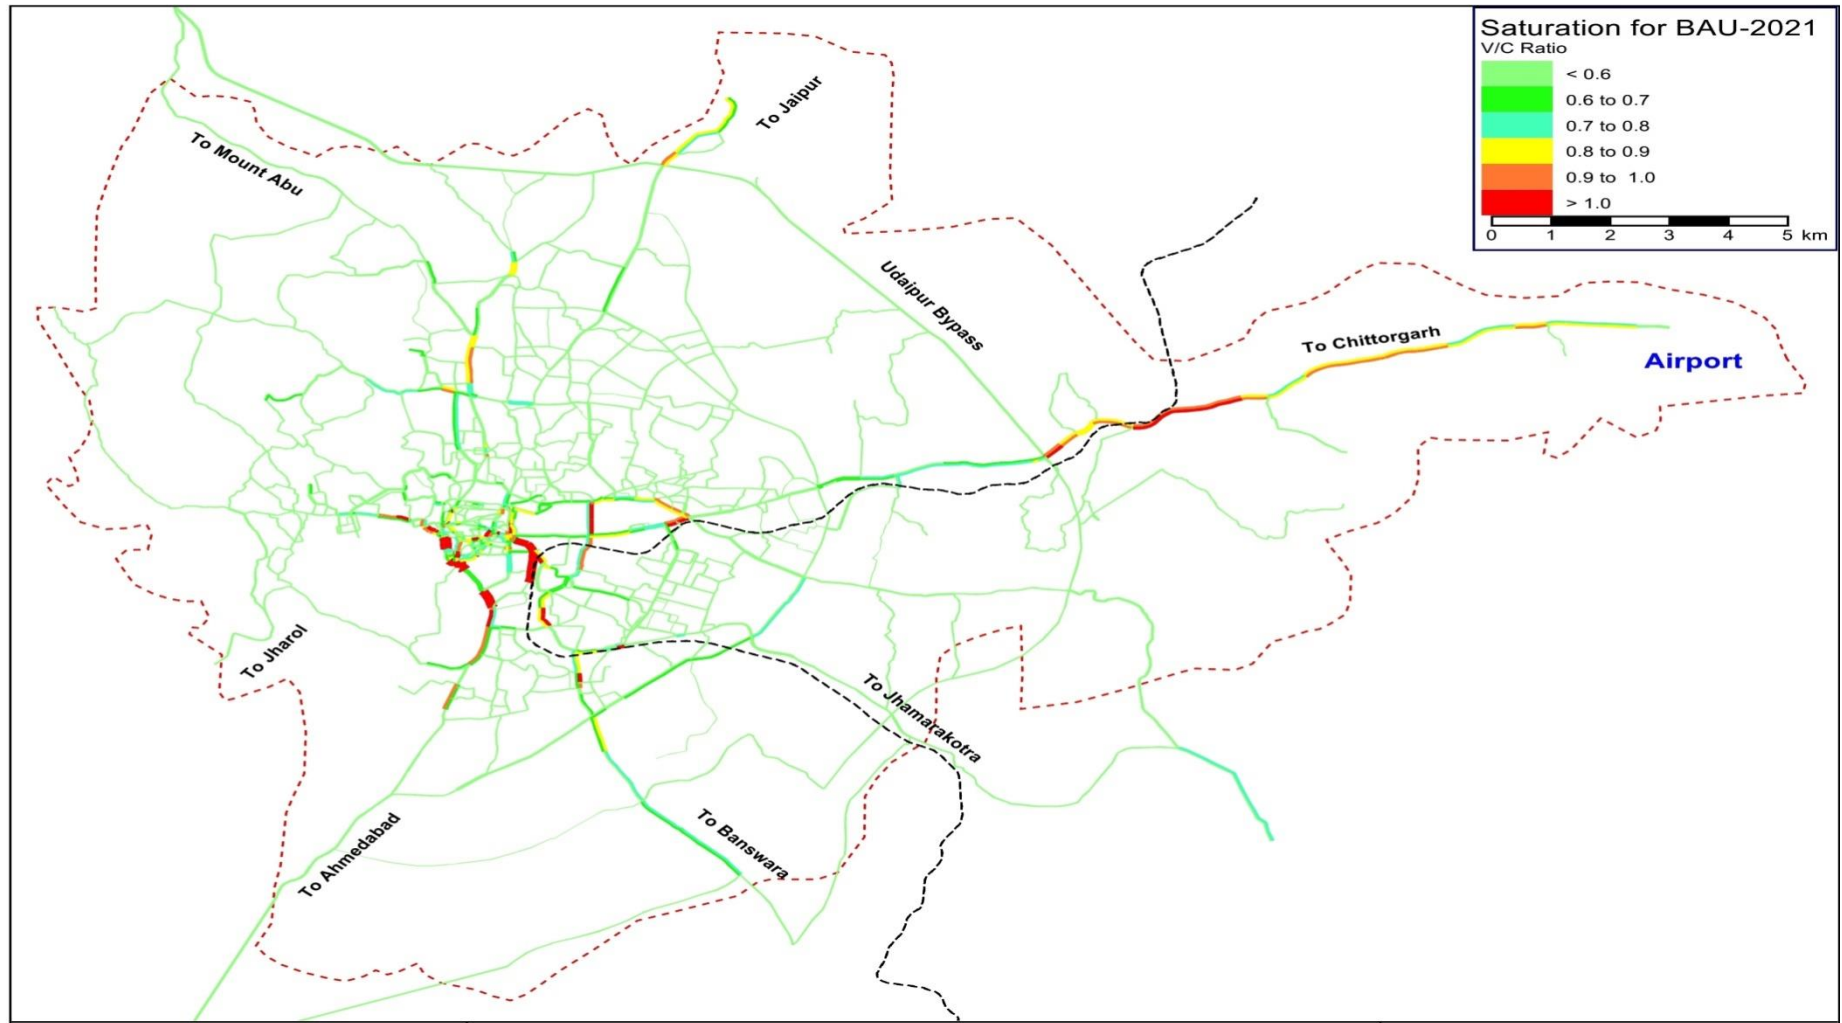 Saturation for BAU-2021
V/C Ratio
< 0.6
0.6 to 0.7
0.7 to 0.8
0.8 to 0.9
0.9 to 1.0
> 1.0
0 1 2 3 4 5 km
To Jaipur
To Mount Abu
Udaipur Bypass
To Chittorgarh
Airport
To Jharol
To Jhamarakotra
To Banswara
To Ahmedabad